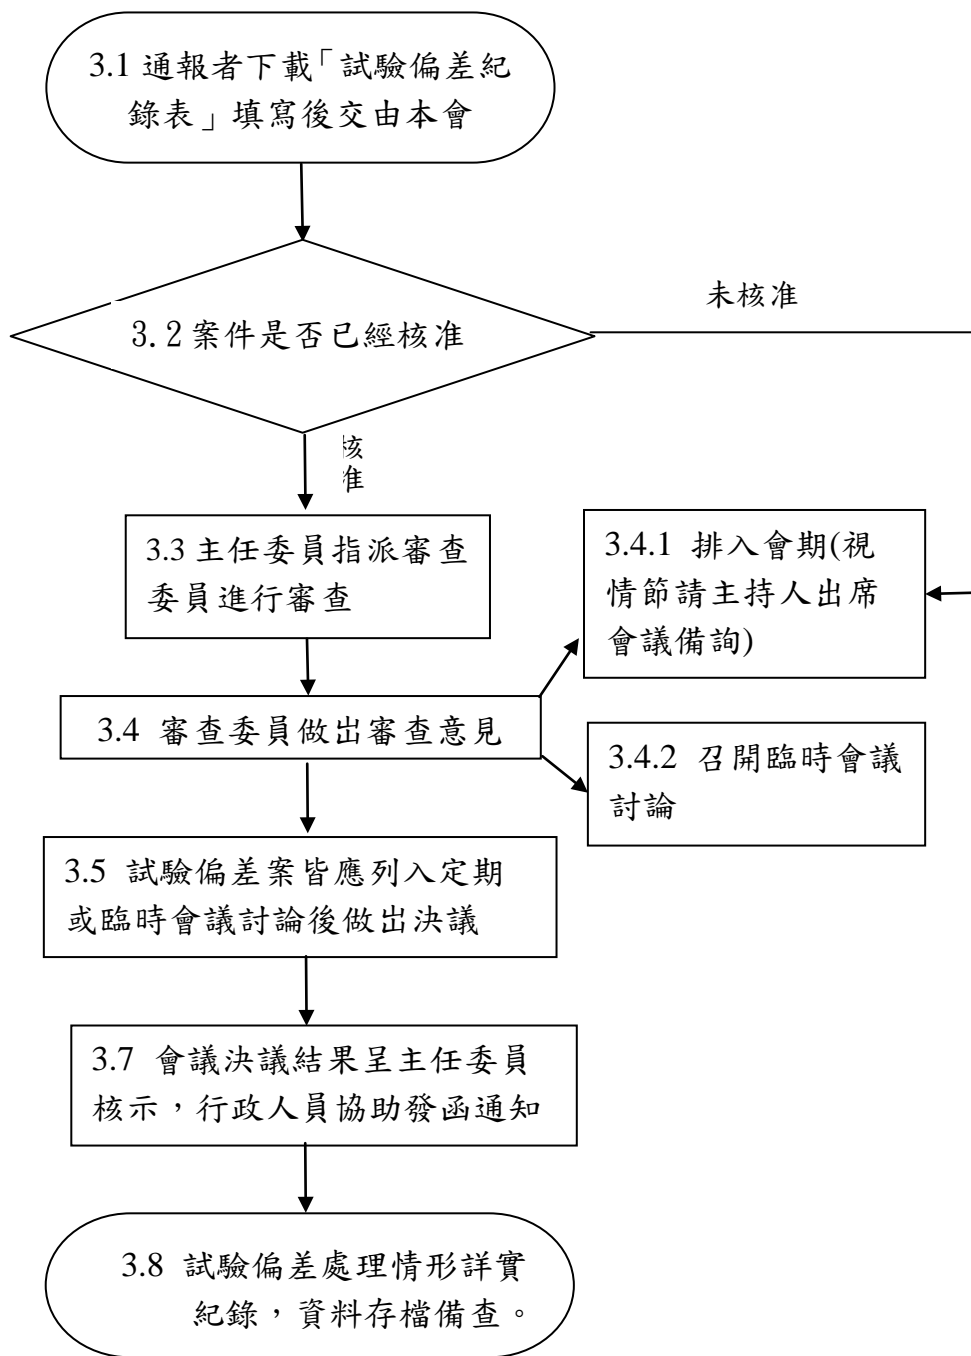 3.1 通報者下載「試驗偏差紀
錄表」填寫後交由本會
未核准
3.2案件是否已經核准
核
准
3.3 主任委員指派審查
委員進行審查
3.4.1 排入會期(視
情節請主持人出席
會議備詢)
3.4 審查委員做出審查意見
3.4.2 召開臨時會議
討論
3.5 試驗偏差案皆應列入定期
或臨時會議討論後做出決議
3.7 會議決議結果呈主任委員
核示，行政人員協助發函通知
3.8 試驗偏差處理情形詳實
紀錄，資料存檔備查。